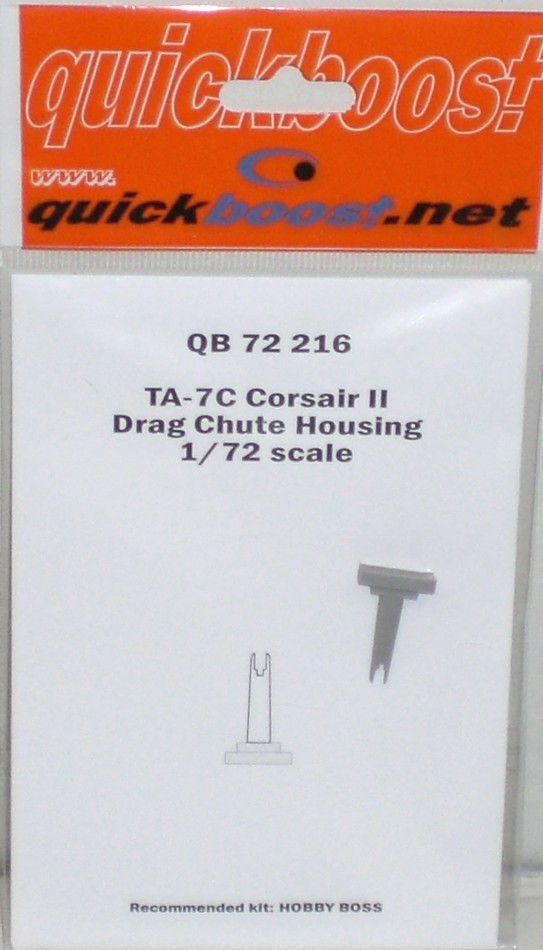 quickboost
www.
quickboost.net
QB 72 216
TA-7C Corsair II
Drag Chute Housing
1/72 scale
Recommended kit: HOBBY BOSS